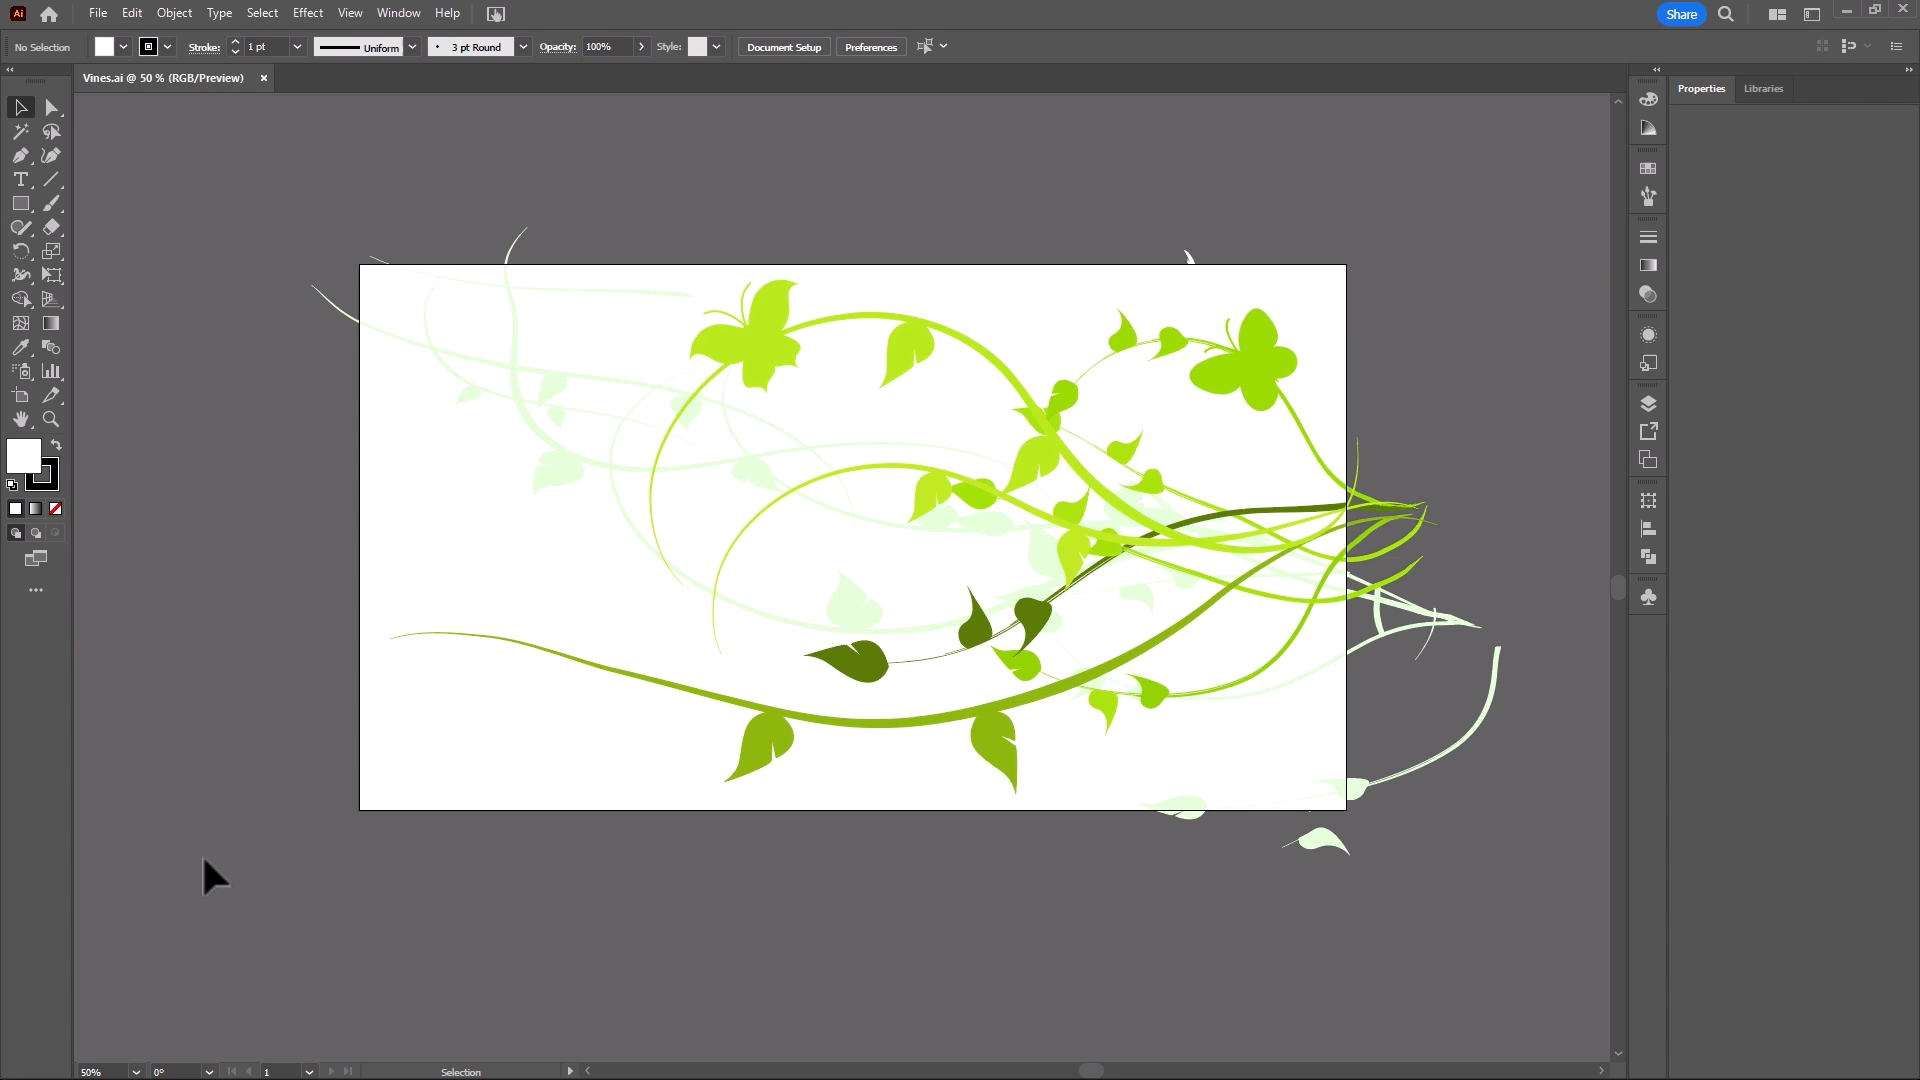 Ai File Edit Object Type Select Effect View Window Help Share
No Selection Stroke: 1 pt Uniform 3 pt Round Opacity: 100% Style: Document Setup Preferences
Vines.ai @ 50 % (RGB/Preview) ×
Properties Libraries
50% 0° 1 Selection